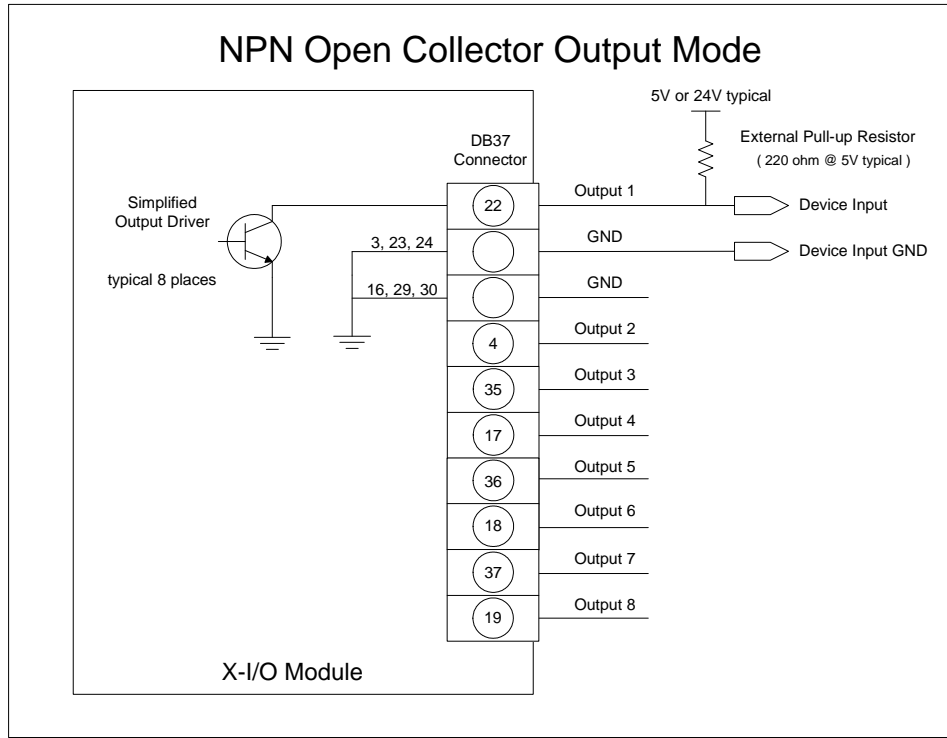 NPN Open Collector Output Mode
5V or 24V typical
External Pull-up Resistor
( 220 ohm @ 5V typical )
DB37
Connector
Simplified
Output Driver
typical 8 places
22
Output 1
Device Input
3, 23, 24
GND
Device Input GND
16, 29, 30
GND
4
Output 2
35
Output 3
17
Output 4
36
Output 5
18
Output 6
37
Output 7
19
Output 8
X-I/O Module